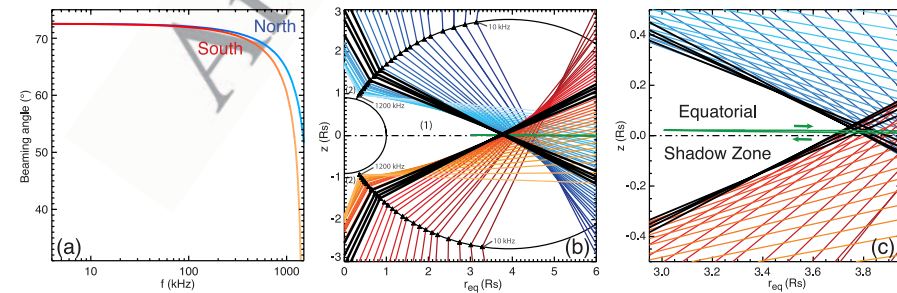 70
60
50
40
Beaming angle (°)
North
South
(a)
10
100
1000
f (kHz)
3
2
1
0
-1
-2
-3
z (Rs)
10 kHz
(2)
1200 kHz
(1)
1200 kHz
(2)
10 kHz
(b)
0
1
2
3
4
5
6
req (Rs)
0.4
0.2
0.0
-0.2
-0.4
z (Rs)
Equatorial
Shadow Zone
(c)
3.0
3.2
3.4
3.6
3.8
req (Rs)